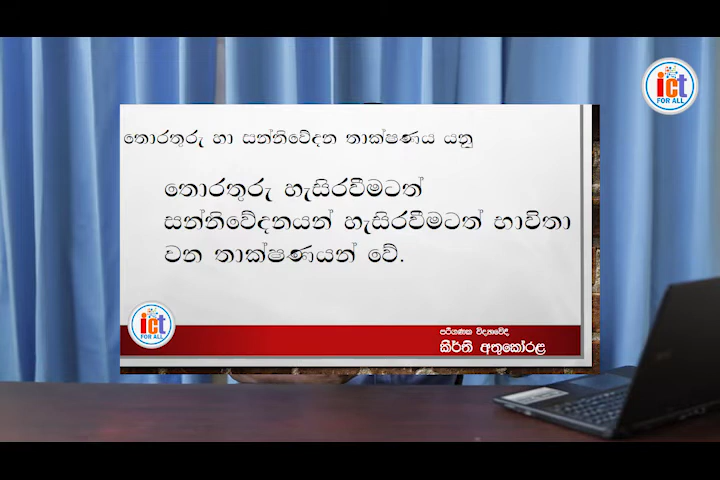 ict
FOR ALL
තොරතුරු හා සන්නිවේදන තාක්ෂණය යනු
තොරතුරු හැසිරවීමටත්
සන්නිවේදනයන් හැසිරවීමටත් භාවිතා
වන තාක්ෂණයන් වේ.
ict
FOR ALL
පරිගණක විද්‍යාවේදී
කීර්තී අතුකෝරළ